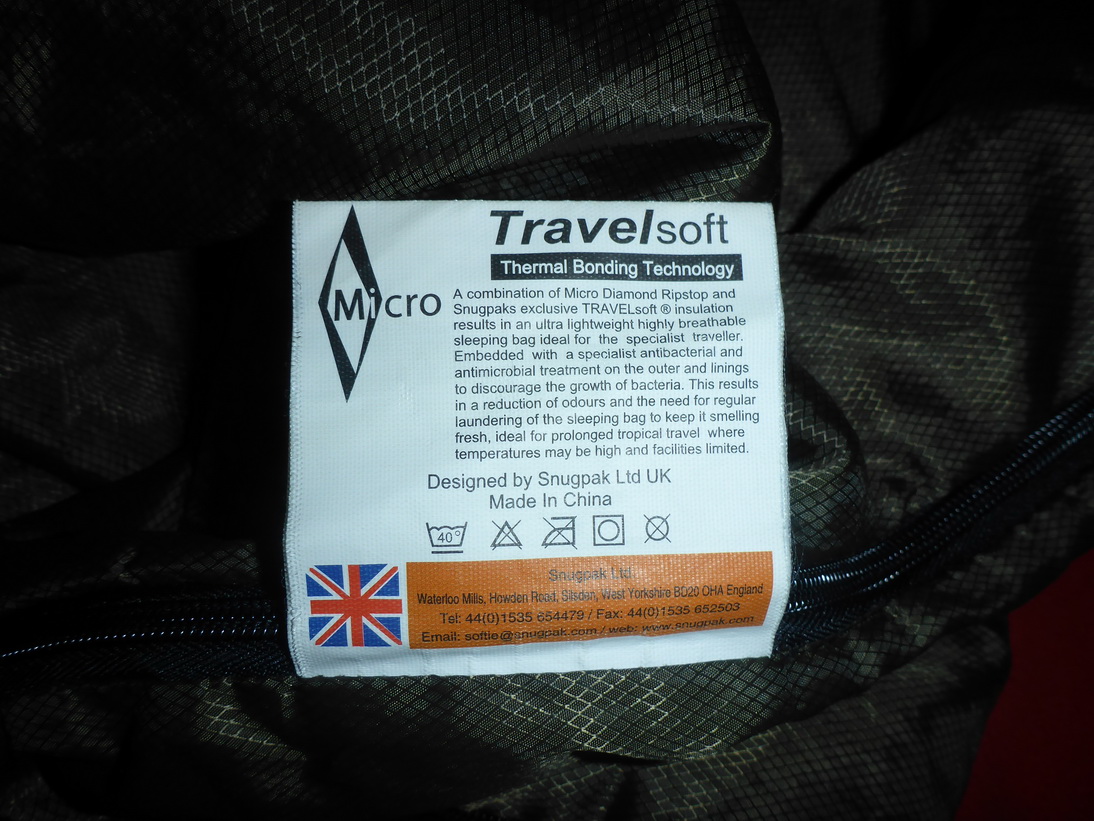 Micro
Travelsoft
Thermal Bonding Technology
A combination of Micro Diamond Ripstop and
Snugpaks exclusive TRAVELsoft ® insulation
results in an ultra lightweight highly breathable
sleeping bag ideal for the specialist traveller.
Embedded with a specialist antibacterial and
antimicrobial treatment on the outer and linings
to discourage the growth of bacteria. This results
in a reduction of odours and the need for regular
laundering of the sleeping bag to keep it smelling
fresh, ideal for prolonged tropical travel where
temperatures may be high and facilities limited.
Designed by Snugpak Ltd UK
Made In China
40°
Snugpak Ltd.
Waterloo Mills, Howden Road, Silsden, West Yorkshire BD20 OHA England
Tel: 44(0)1535 654479 / Fax: 44(0)1535 652503
Email: softie@snugpak.com / web: www.snugpak.com